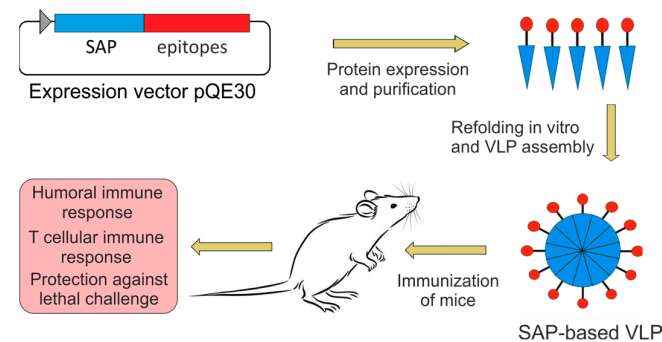 SAP epitopes
Expression vector pQE30
Protein expression
and purification
Refolding in vitro
and VLP assembly
SAP-based VLP
Immunization
of mice
Humoral immune
response
T cellular immune
response
Protection against
lethal challenge